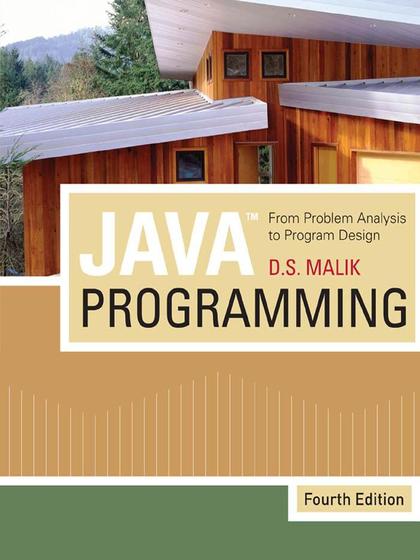 JAVA™
From Problem Analysis
to Program Design
D.S. MALIK
PROGRAMMING
Fourth Edition